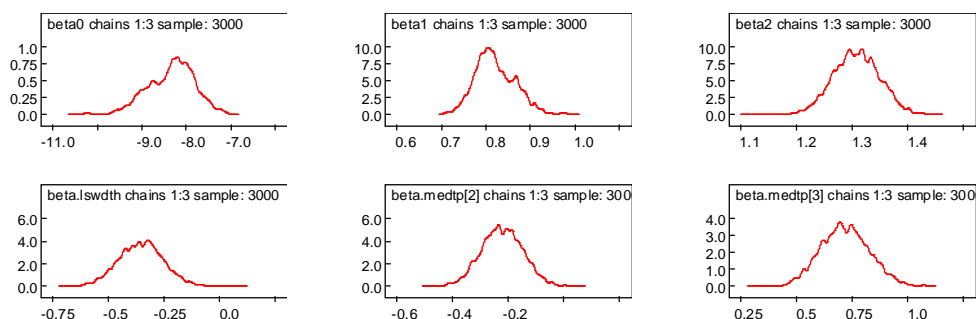 beta0 chains 1:3 sample: 3000
1.0
0.75
0.5
0.25
0.0
-11.0 -9.0 -8.0 -7.0
beta1 chains 1:3 sample: 3000
10.0
7.5
5.0
2.5
0.0
0.6 0.7 0.8 0.9 1.0
beta2 chains 1:3 sample: 3000
10.0
7.5
5.0
2.5
0.0
1.1 1.2 1.3 1.4
beta.lswdth chains 1:3 sample: 3000
6.0
4.0
2.0
0.0
-0.75 -0.5 -0.25 0.0
beta.medtp[2] chains 1:3 sample: 300
6.0
4.0
2.0
0.0
-0.6 -0.4 -0.2
beta.medtp[3] chains 1:3 sample: 300
4.0
3.0
2.0
1.0
0.0
0.25 0.5 0.75 1.0